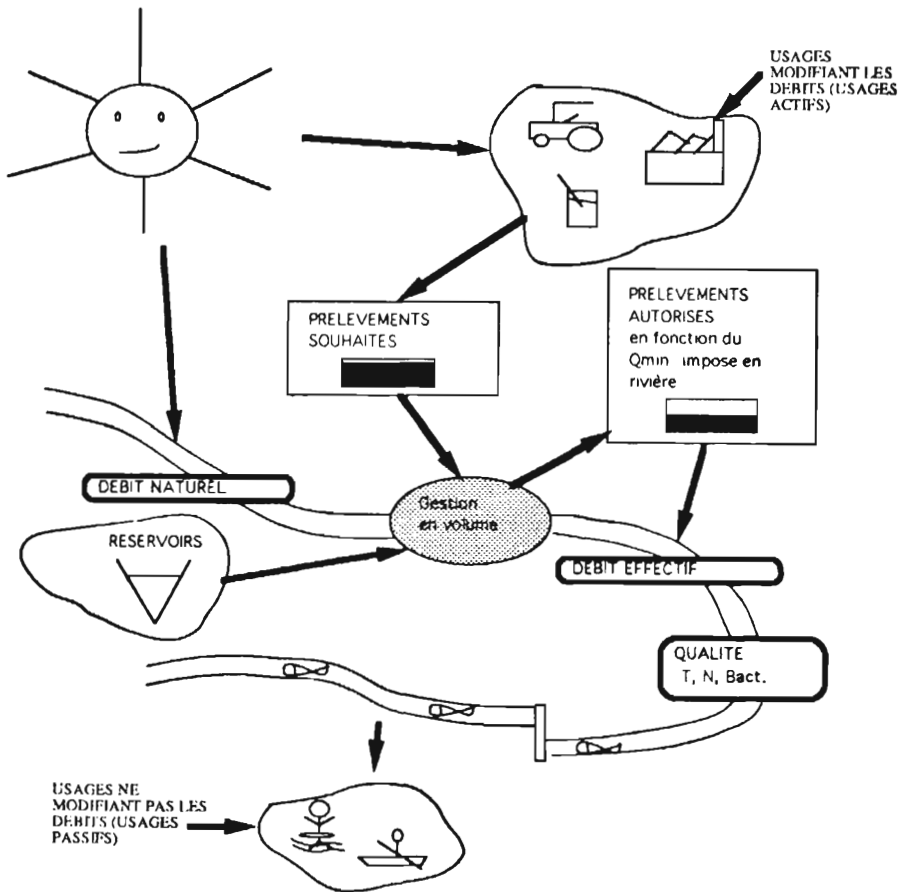 USAGES
MODIFIANT LES
DEBITS (USAGES
ACTIFS)
PRELEVEMENTS
SOUHAITES
PRELEVEMENTS
AUTORISES
en fonction du
Qmin impose en
rivière
DEBIT NATUREL
Gestion
en volume
RESERVOIRS
DEBIT EFFECTIF
QUALITE
T, N, Bact.
USAGES NE
MODIFIANT PAS LES
DEBITS (USAGES
PASSIFS)